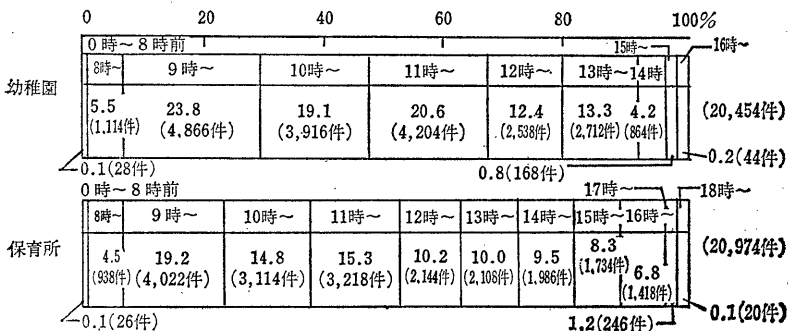 0 20 40 60 80 100%
0時～8時前 15時～ 16時～
幼稚園
8時～ 9時～ 10時～ 11時～ 12時～ 13時～ 14時
5.5 23.8 19.1 20.6 12.4 13.3 4.2
(1,114件) (4,866件) (3,916件) (4,204件) (2,538件) (2,712件) (864件)
(20,454件)
0.1(28件) 0.8(168件) 0.2(44件)
0時～8時前 17時～ 18時～
保育所
8時～ 9時～ 10時～ 11時～ 12時～ 13時～ 14時～ 15時～ 16時～
4.5 19.2 14.8 15.3 10.2 10.0 9.5 8.3 6.8
(938件) (4,022件) (3,114件) (3,218件) (2,144件) (2,108件) (1,986件) (1,734件) (1,418件)
(20,974件)
0.1(26件) 1.2(246件) 0.1(20件)